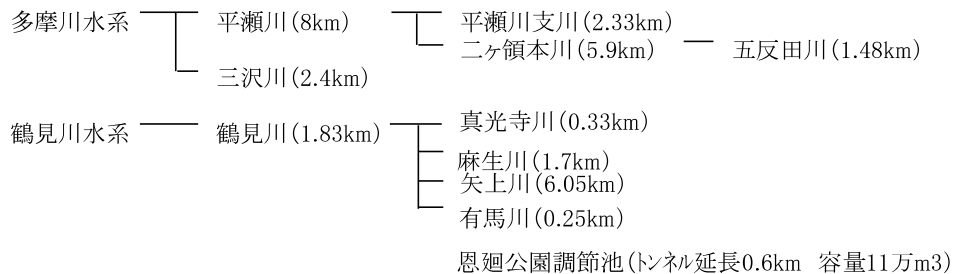 多摩川水系 平瀬川(8km) 平瀬川支川(2.33km)
二ヶ領本川(5.9km) 五反田川(1.48km)
三沢川(2.4km)
鶴見川水系 鶴見川(1.83km) 真光寺川(0.33km)
麻生川(1.7km)
矢上川(6.05km)
有馬川(0.25km)
恩廻公園調節池(ﾄﾝﾈﾙ延長0.6km 容量11万m3)